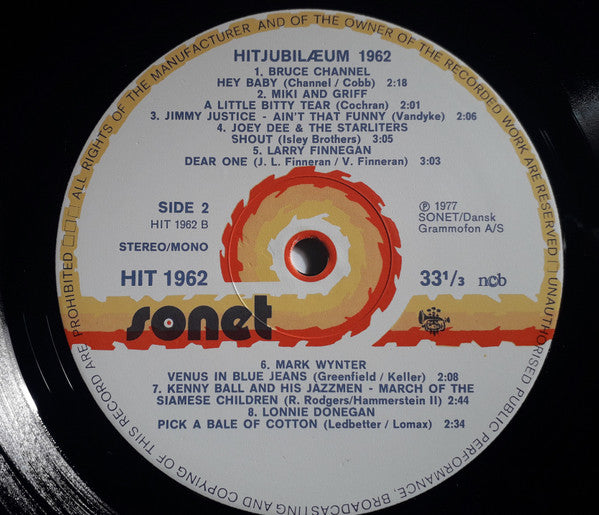 HITJUBILÆUM 1962
1. BRUCE CHANNEL
HEY BABY (Channel / Cobb) 2:18
2. MIKI AND GRIFF
A LITTLE BITTY TEAR (Cochran) 2:01
3. JIMMY JUSTICE - AIN'T THAT FUNNY (Vandyke) 2:06
4. JOEY DEE & THE STARLITERS
SHOUT (Isley Brothers) 3:05
5. LARRY FINNEGAN
DEAR ONE (J. L. Finneran / V. Finneran) 3:03
SIDE 2
HIT 1962 B
STEREO/MONO
HIT 1962
℗ 1977
SONET/Dansk
Grammofon A/S
33 1/3 ncb
sonet
6. MARK WYNTER
VENUS IN BLUE JEANS (Greenfield / Keller) 2:08
7. KENNY BALL AND HIS JAZZMEN - MARCH OF THE
SIAMESE CHILDREN (R. Rodgers/Hammerstein II) 2:44
8. LONNIE DONEGAN
PICK A BALE OF COTTON (Ledbetter / Lomax) 2:34
ALL RIGHTS OF THE MANUFACTURER AND OF THE OWNER OF THE RECORDED WORK ARE RESERVED □ UNAUTHORISED PUBLIC PERFORMANCE, BROADCASTING AND COPYING OF THIS RECORD ARE PROHIBITED □